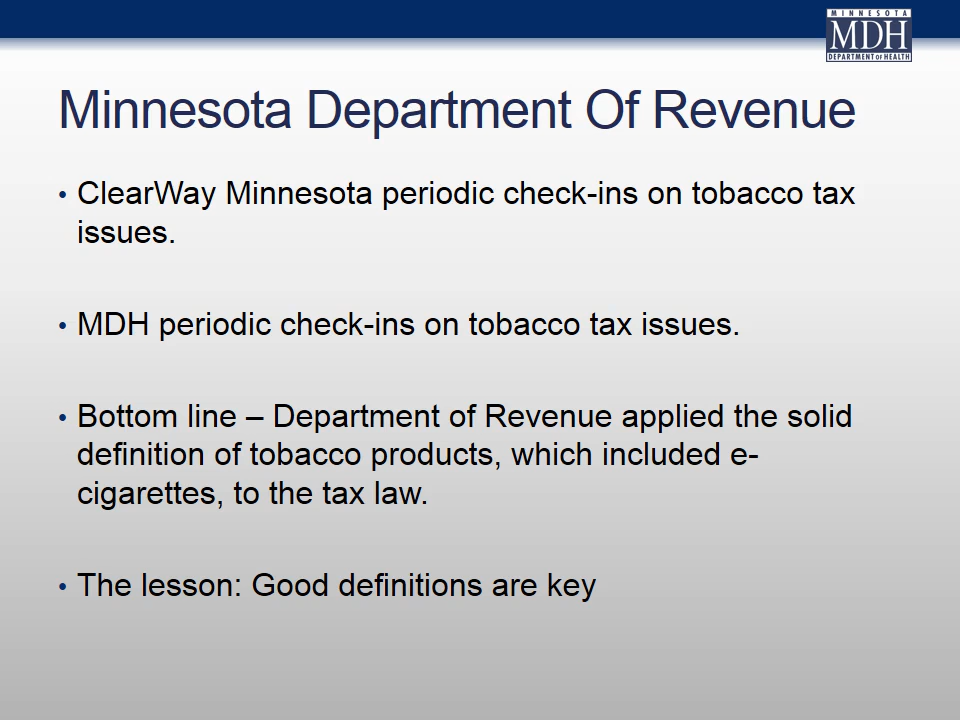 MINNESOTA
MDH
DEPARTMENT OF HEALTH
Minnesota Department Of Revenue
• ClearWay Minnesota periodic check-ins on tobacco tax
issues.
• MDH periodic check-ins on tobacco tax issues.
• Bottom line – Department of Revenue applied the solid
definition of tobacco products, which included e-
cigarettes, to the tax law.
• The lesson: Good definitions are key